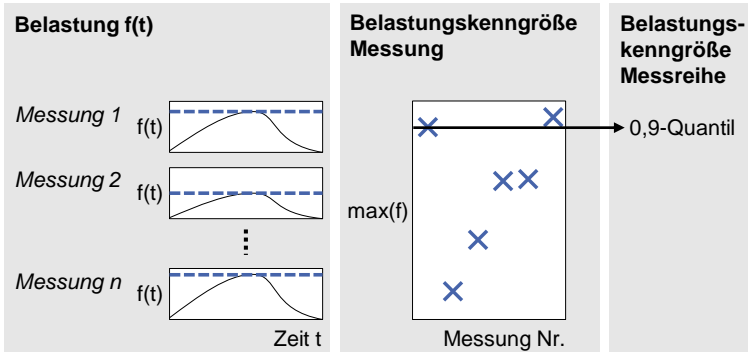 Belastung f(t)
Messung 1
f(t)
Messung 2
f(t)
Messung n
f(t)
Zeit t
Belastungskenngröße
Messung
max(f)
Messung Nr.
Belastungs-
kenngröße
Messreihe
0,9-Quantil